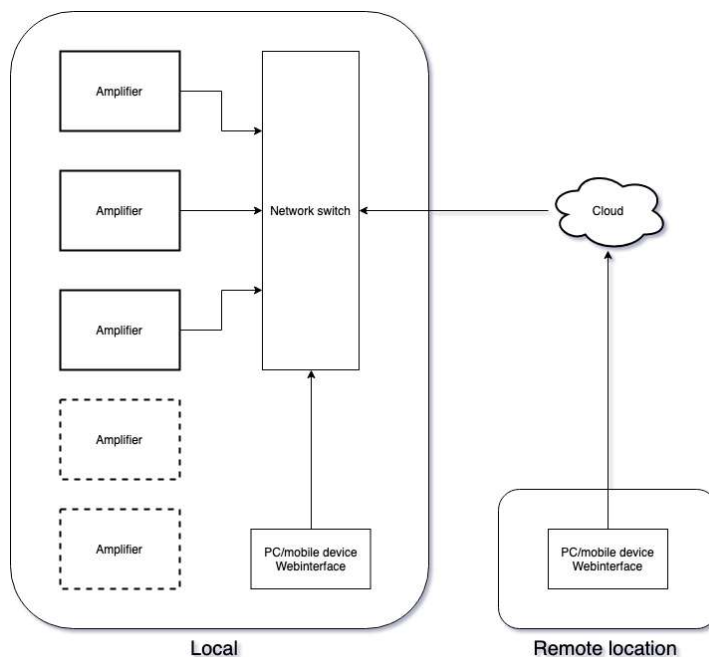 Amplifier
Amplifier
Network switch
Cloud
Amplifier
Amplifier
Amplifier
PC/mobile device
Webinterface
PC/mobile device
Webinterface
Local
Remote location